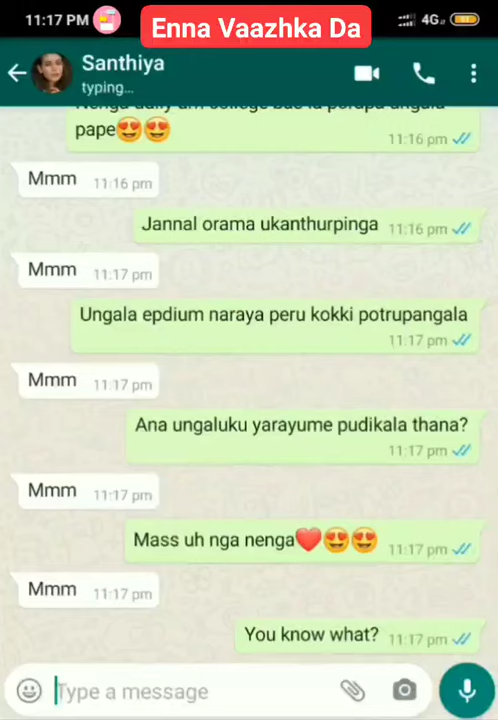 11:17 PM
4G
Enna Vaazhka Da
Santhiya
typing...
pape😍😍
11:16 pm
Mmm 11:16 pm
Jannal orama ukanthurpinga 11:16 pm
Mmm 11:17 pm
Ungala epdium naraya peru kokki potrupangala
11:17 pm
Mmm 11:17 pm
Ana ungaluku yarayume pudikala thana?
11:17 pm
Mmm 11:17 pm
Mass uh nga nenga❤️😍😍 11:17 pm
Mmm 11:17 pm
You know what? 11:17 pm
Type a message